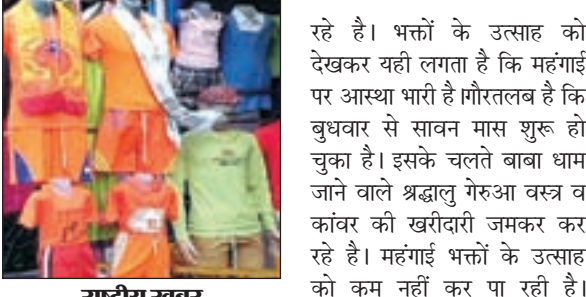 रहे है। भक्तों के उत्साह को
देखकर यही लगता है कि महंगाई
पर आस्था भारी है।गौरतलब है कि
बुधवार से सावन मास शुरू हो
चुका है। इसके चलते बाबा धाम
जाने वाले श्रद्धालु गेरुआ वस्त्र व
कांवर की खरीदारी जमकर कर
रहे है। महंगाई भक्तों के उत्साह
को कम नहीं कर पा रही है।
राष्ट्रीय खबर